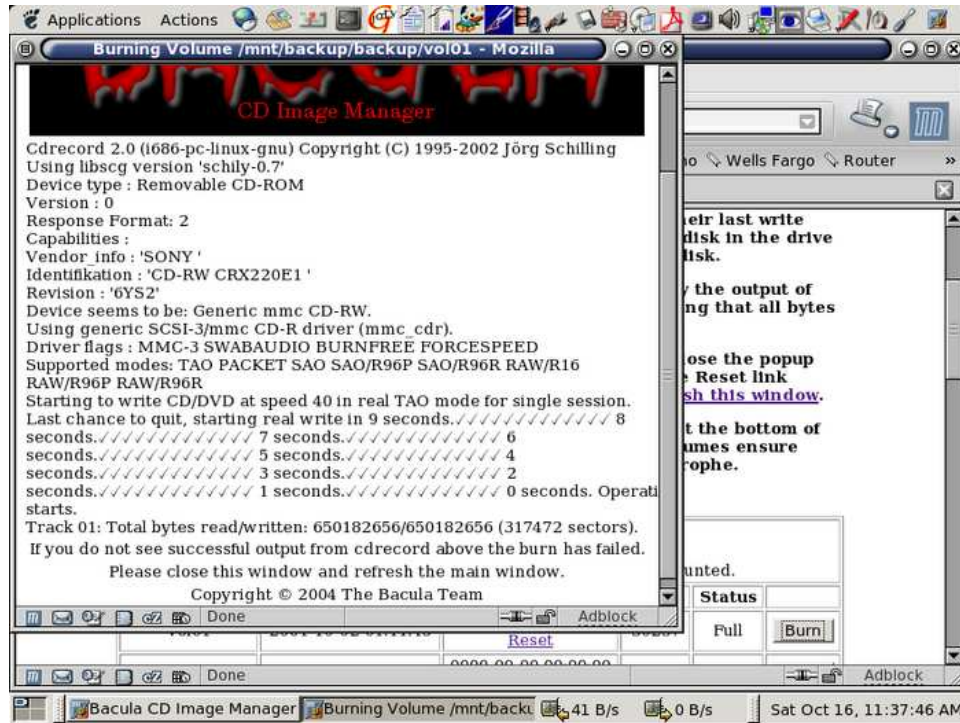 Applications Actions
Burning Volume /mnt/backup/backup/vol01 - Mozilla
CD Image Manager
Cdrecord 2.0 (i686-pc-linux-gnu) Copyright (C) 1995-2002 Jörg Schilling
Using libscg version 'schily-0.7'
Device type : Removable CD-ROM
Version : 0
Response Format: 2
Capabilities :
Vendor_info : 'SONY '
Identifikation : 'CD-RW CRX220E1 '
Revision : '6YS2'
Device seems to be: Generic mmc CD-RW.
Using generic SCSI-3/mmc CD-R driver (mmc_cdr).
Driver flags : MMC-3 SWABAUDIO BURNFREE FORCESPEED
Supported modes: TAO PACKET SAO SAO/R96P SAO/R96R RAW/R16
RAW/R96P RAW/R96R
Starting to write CD/DVD at speed 40 in real TAO mode for single session.
Last chance to quit, starting real write in 9 seconds.✓✓✓✓✓✓✓✓✓✓✓✓✓ 8
seconds.✓✓✓✓✓✓✓✓✓✓✓✓✓ 7 seconds.✓✓✓✓✓✓✓✓✓✓✓✓✓ 6
seconds.✓✓✓✓✓✓✓✓✓✓✓✓✓ 5 seconds.✓✓✓✓✓✓✓✓✓✓✓✓✓ 4
seconds.✓✓✓✓✓✓✓✓✓✓✓✓✓ 3 seconds.✓✓✓✓✓✓✓✓✓✓✓✓✓ 2
seconds.✓✓✓✓✓✓✓✓✓✓✓✓✓ 1 seconds.✓✓✓✓✓✓✓✓✓✓✓✓✓ 0 seconds. Operati
starts.
Track 01: Total bytes read/written: 650182656/650182656 (317472 sectors).
If you do not see successful output from cdrecord above the burn has failed.
Please close this window and refresh the main window.
Copyright © 2004 The Bacula Team
Done Adblock
Wells Fargo Router »
eir last write
disk in the drive
disk.
the output of
ng that all bytes
ose the popup
Reset link
sh this window.
t the bottom of
umes ensure
rophe.
unted.
Status
Reset
Full Burn
Done Adblock
Bacula CD Image Manager Burning Volume /mnt/backu 41 B/s 0 B/s Sat Oct 16, 11:37:46 AM